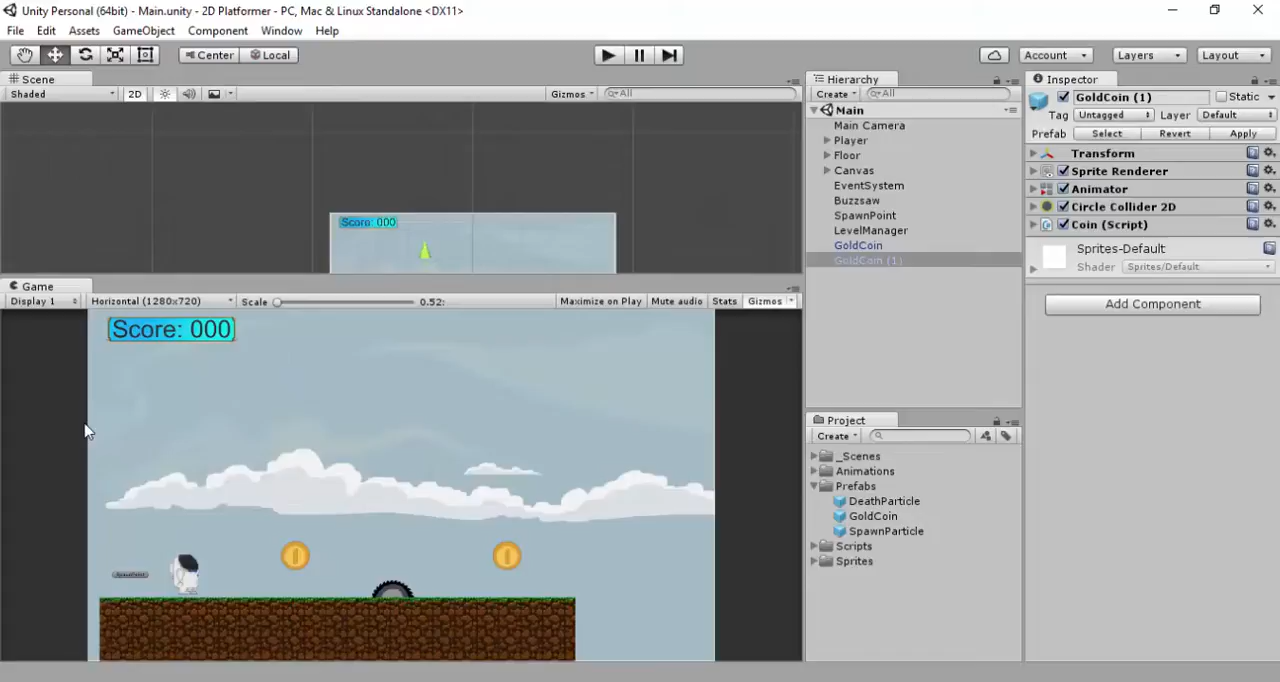 Unity Personal (64bit) - Main.unity - 2D Platformer - PC, Mac & Linux Standalone <DX11>
File Edit Assets GameObject Component Window Help
Center Local Account Layers Layout
Scene
Shaded 2D Gizmos All
Score: 000
Game
Display 1 Horizontal (1280x720) Scale 0.52: Maximize on Play Mute audio Stats Gizmos
Score: 000
Hierarchy
Create All
Main
Main Camera
Player
Floor
Canvas
EventSystem
Buzzsaw
SpawnPoint
LevelManager
GoldCoin
GoldCoin (1)
Project
Create
_Scenes
Animations
Prefabs
DeathParticle
GoldCoin
SpawnParticle
Scripts
Sprites
Inspector
GoldCoin (1) Static
Tag Untagged Layer Default
Prefab Select Revert Apply
Transform
Sprite Renderer
Animator
Circle Collider 2D
Coin (Script)
Sprites-Default
Shader Sprites/Default
Add Component